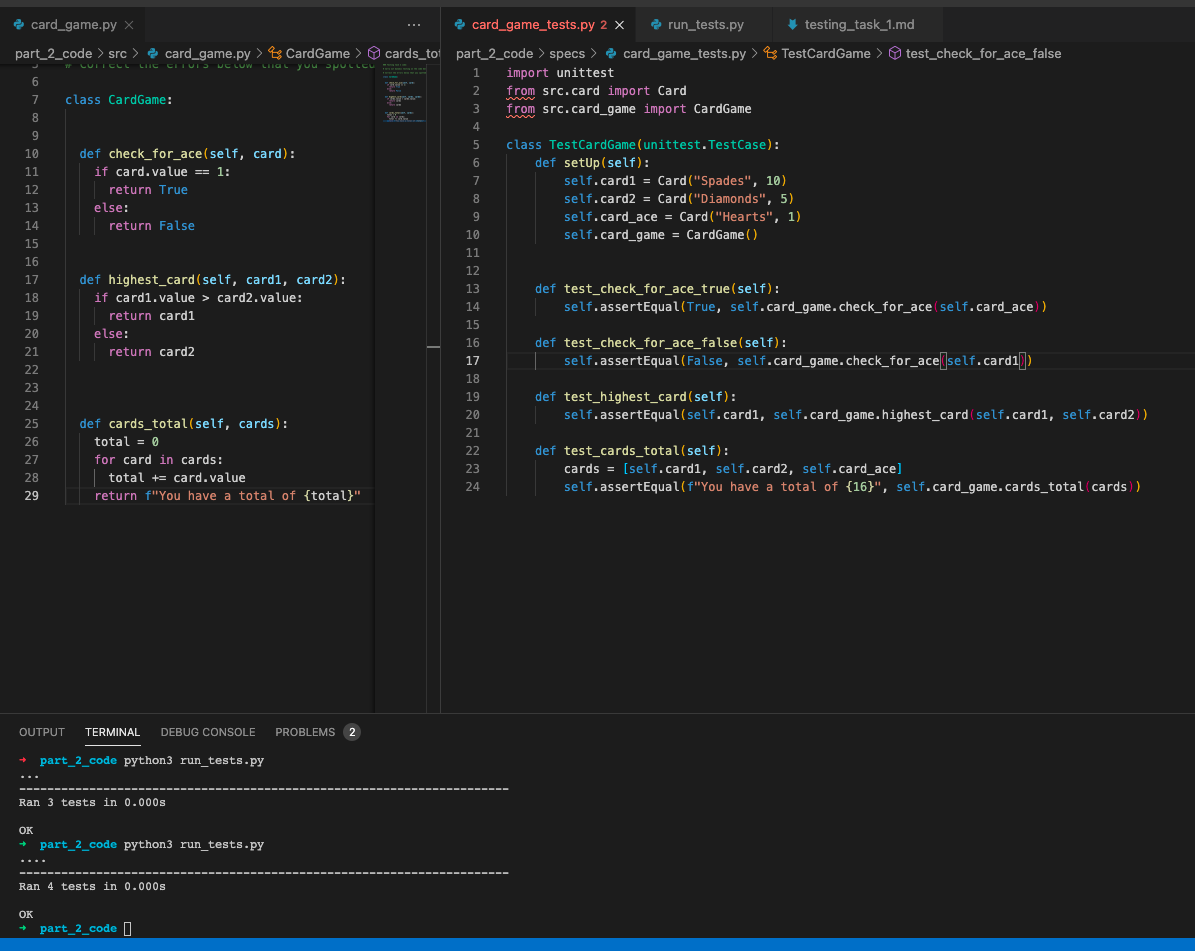 card_game.py
card_game_tests.py 2
run_tests.py
testing_task_1.md
part_2_code > src > card_game.py > CardGame > cards_tot
part_2_code > specs > card_game_tests.py > TestCardGame > test_check_for_ace_false
5 # Correct the errors below that you spotted
6
7 class CardGame:
8
9
10 def check_for_ace(self, card):
11 if card.value == 1:
12 return True
13 else:
14 return False
15
16
17 def highest_card(self, card1, card2):
18 if card1.value > card2.value:
19 return card1
20 else:
21 return card2
22
23
24
25 def cards_total(self, cards):
26 total = 0
27 for card in cards:
28 total += card.value
29 return f"You have a total of {total}"
1 import unittest
2 from src.card import Card
3 from src.card_game import CardGame
4
5 class TestCardGame(unittest.TestCase):
6 def setUp(self):
7 self.card1 = Card("Spades", 10)
8 self.card2 = Card("Diamonds", 5)
9 self.card_ace = Card("Hearts", 1)
10 self.card_game = CardGame()
11
12
13 def test_check_for_ace_true(self):
14 self.assertEqual(True, self.card_game.check_for_ace(self.card_ace))
15
16 def test_check_for_ace_false(self):
17 self.assertEqual(False, self.card_game.check_for_ace(self.card1))
18
19 def test_highest_card(self):
20 self.assertEqual(self.card1, self.card_game.highest_card(self.card1, self.card2))
21
22 def test_cards_total(self):
23 cards = [self.card1, self.card2, self.card_ace]
24 self.assertEqual(f"You have a total of {16}", self.card_game.cards_total(cards))
OUTPUT TERMINAL DEBUG CONSOLE PROBLEMS 2
➜ part_2_code python3 run_tests.py
...
----------------------------------------------------------------------
Ran 3 tests in 0.000s
OK
➜ part_2_code python3 run_tests.py
....
----------------------------------------------------------------------
Ran 4 tests in 0.000s
OK
➜ part_2_code